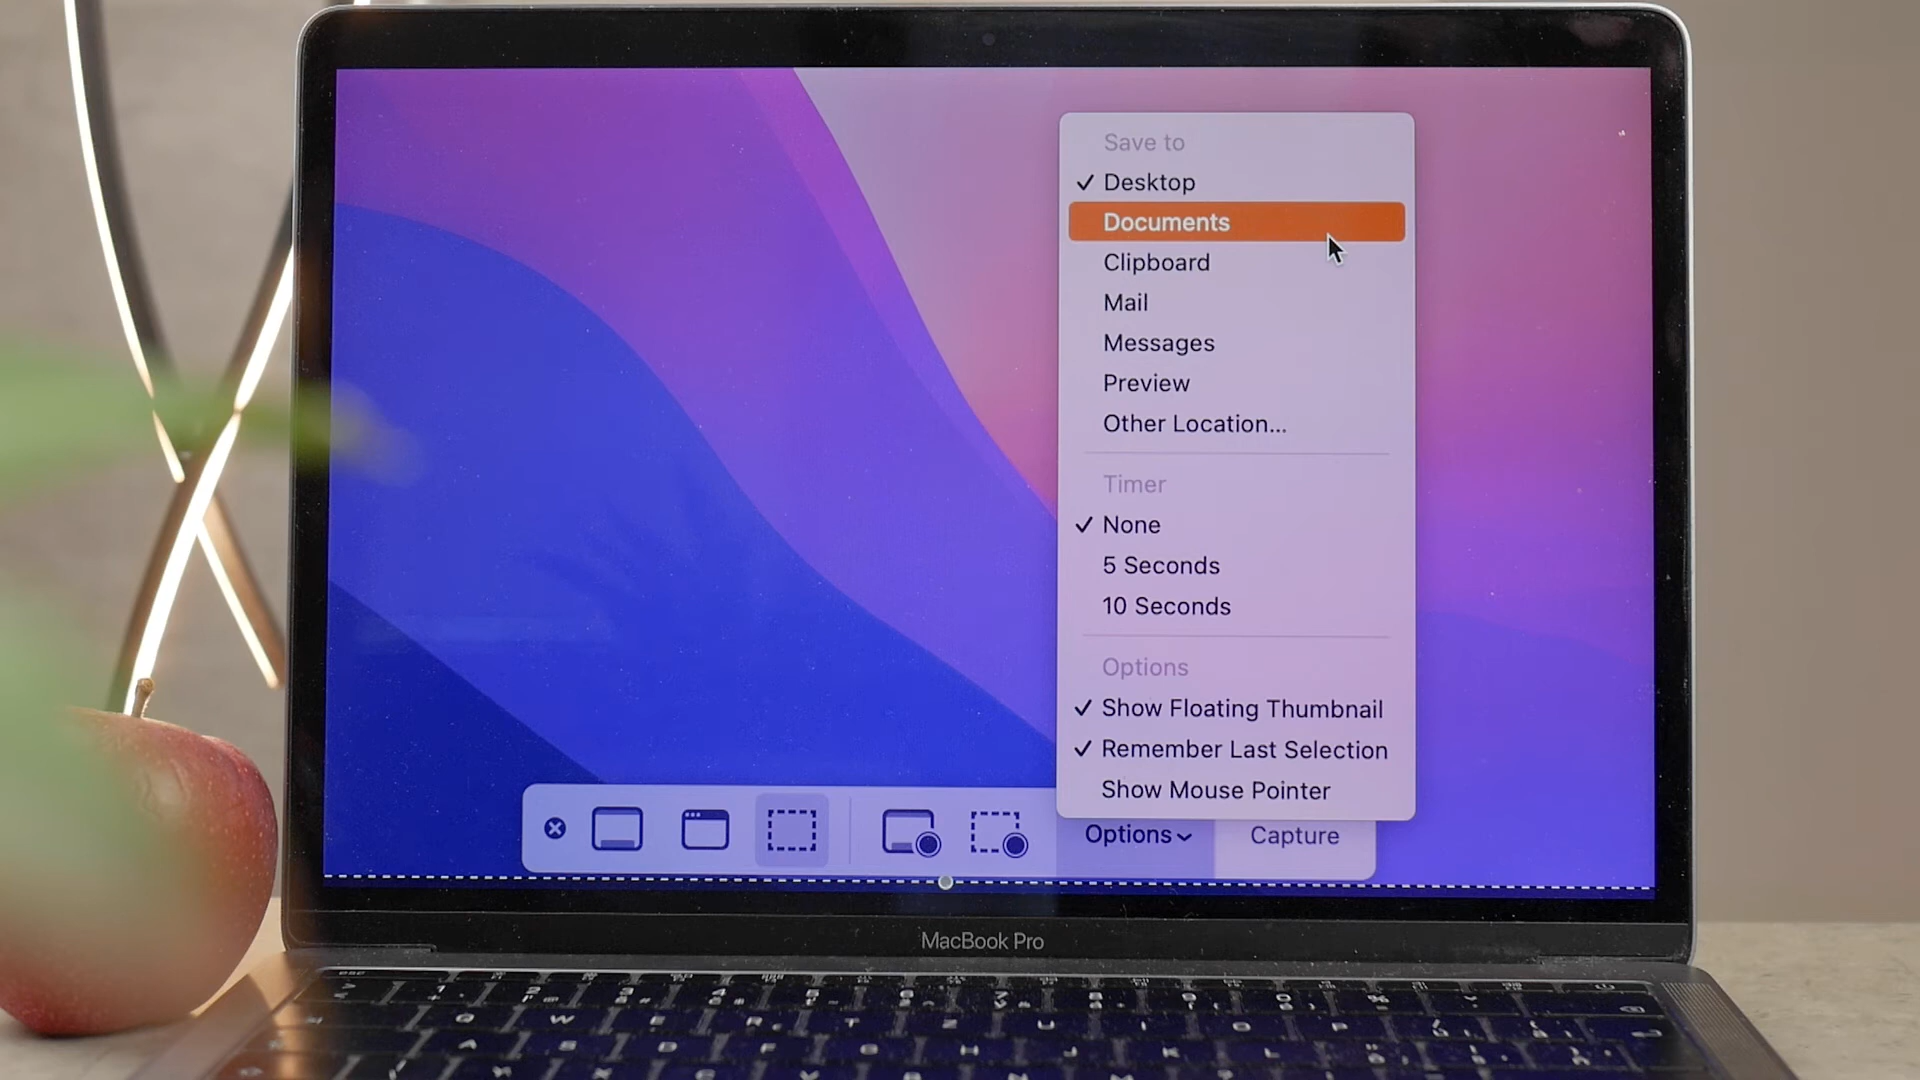 Save to
✓ Desktop
Documents
Clipboard
Mail
Messages
Preview
Other Location...
Timer
✓ None
5 Seconds
10 Seconds
Options
✓ Show Floating Thumbnail
✓ Remember Last Selection
Show Mouse Pointer
Options
Capture
MacBook Pro
esc
Q W E R T Z U I O P
A S D F G H J K L